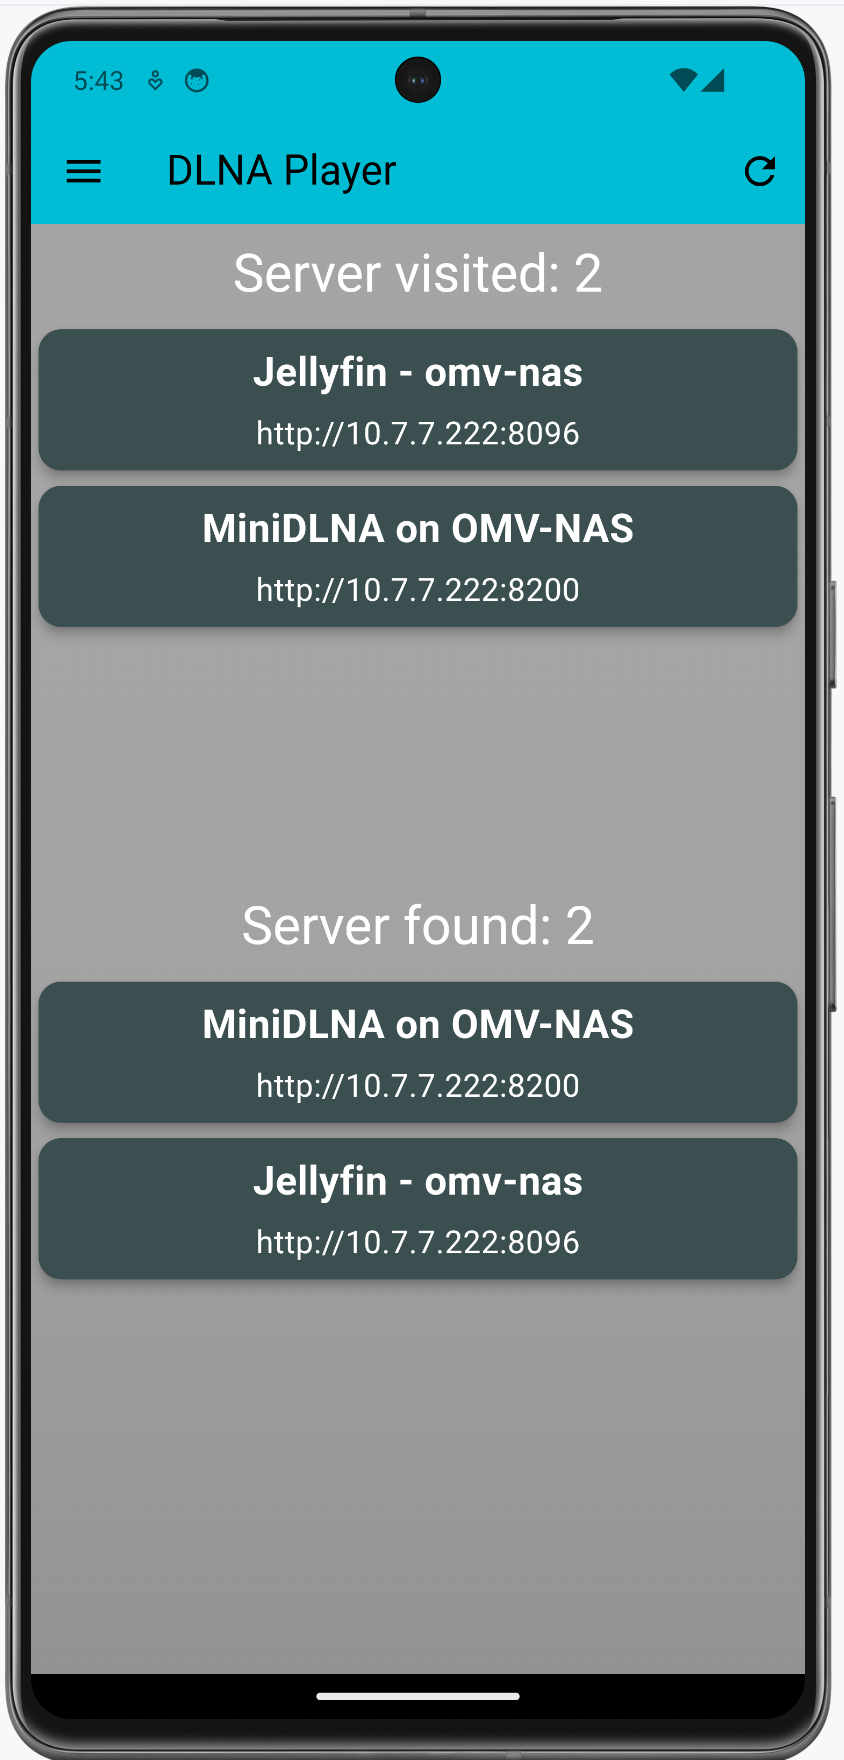 5:43
DLNA Player
Server visited: 2
Jellyfin - omv-nas
http://10.7.7.222:8096
MiniDLNA on OMV-NAS
http://10.7.7.222:8200
Server found: 2
MiniDLNA on OMV-NAS
http://10.7.7.222:8200
Jellyfin - omv-nas
http://10.7.7.222:8096